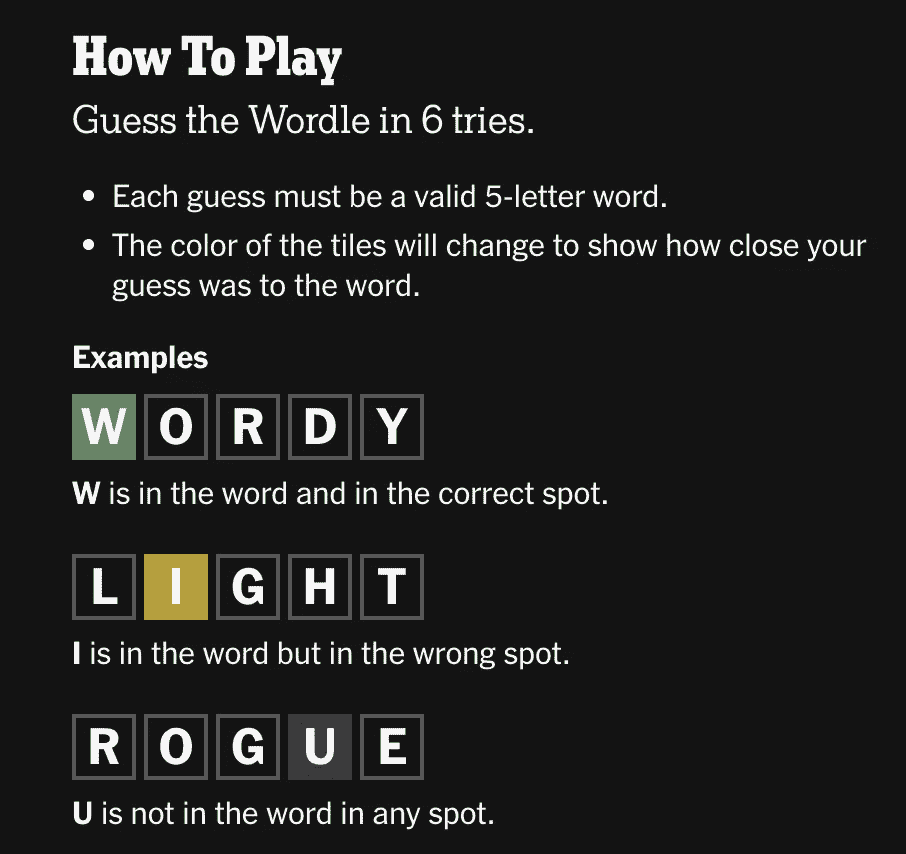 How To Play
Guess the Wordle in 6 tries.
• Each guess must be a valid 5-letter word.
• The color of the tiles will change to show how close your
guess was to the word.
Examples
WORDY
W is in the word and in the correct spot.
LIGHT
I is in the word but in the wrong spot.
ROGUE
U is not in the word in any spot.